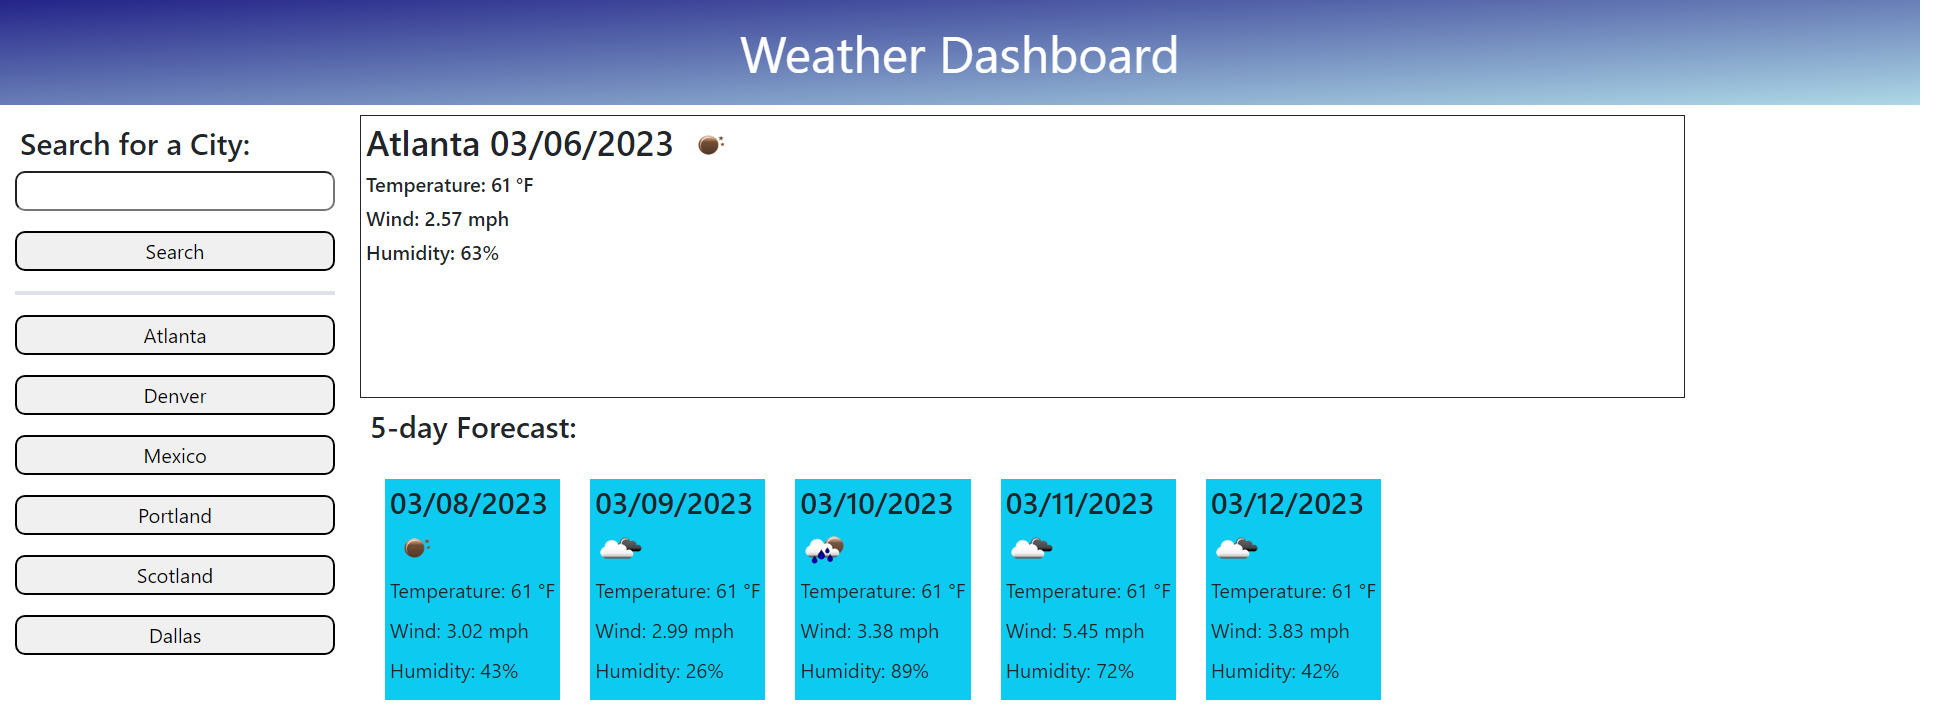 Weather Dashboard
Search for a City:
Search
Atlanta
Denver
Mexico
Portland
Scotland
Dallas
Atlanta 03/06/2023
Temperature: 61 °F
Wind: 2.57 mph
Humidity: 63%
5-day Forecast:
03/08/2023
Temperature: 61 °F
Wind: 3.02 mph
Humidity: 43%
03/09/2023
Temperature: 61 °F
Wind: 2.99 mph
Humidity: 26%
03/10/2023
Temperature: 61 °F
Wind: 3.38 mph
Humidity: 89%
03/11/2023
Temperature: 61 °F
Wind: 5.45 mph
Humidity: 72%
03/12/2023
Temperature: 61 °F
Wind: 3.83 mph
Humidity: 42%